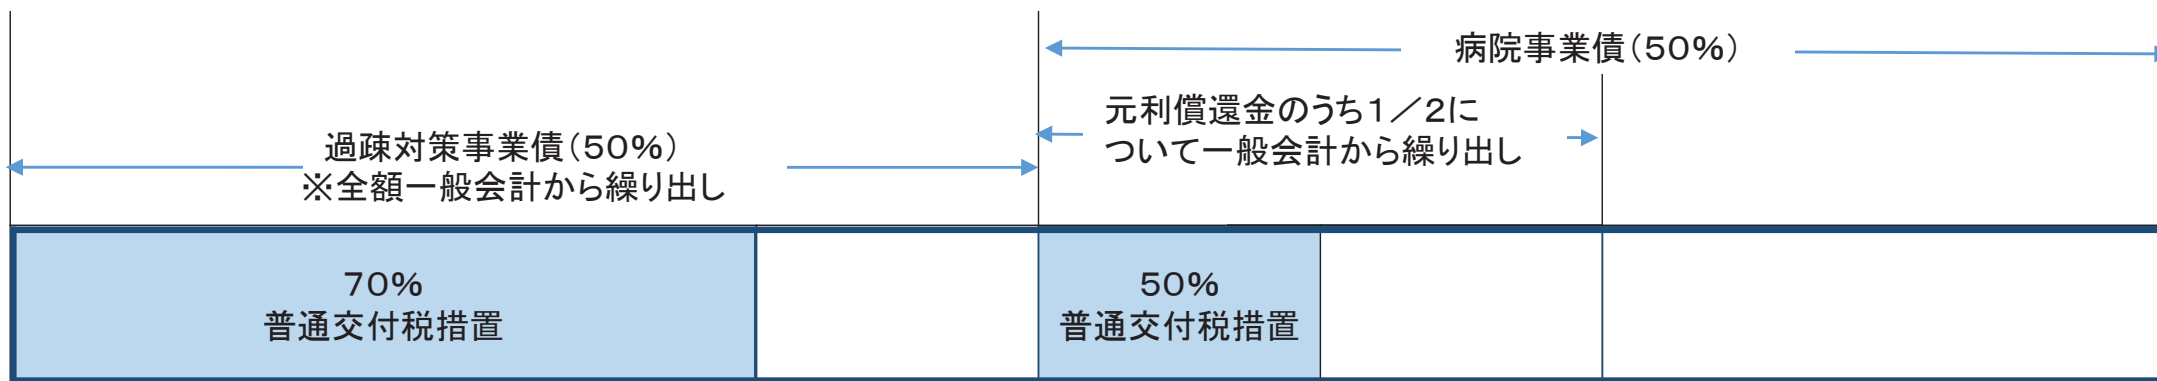 病院事業債（50%）
元利償還金のうち1／2に
ついて一般会計から繰り出し
過疎対策事業債（50%）
※全額一般会計から繰り出し
70%
普通交付税措置
50%
普通交付税措置